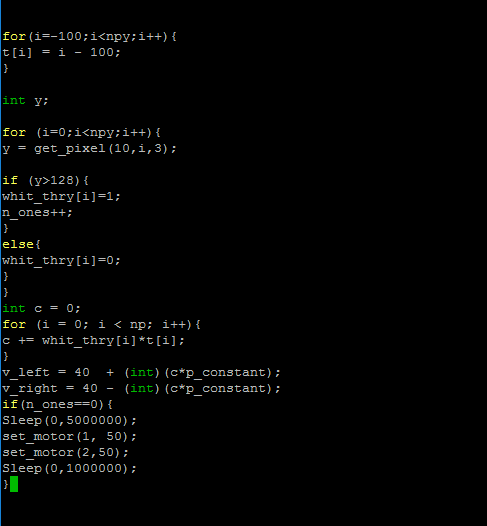 for(i=-100;i<npy;i++){
t[i] = i - 100;
}
int y;
for (i=0;i<npy;i++){
y = get_pixel(10,i,3);
if (y>128){
whit_thry[i]=1;
n_ones++;
}
else{
whit_thry[i]=0;
}
}
int c = 0;
for (i = 0; i < np; i++){
c += whit_thry[i]*t[i];
}
v_left = 40  + (int)(c*p_constant);
v_right = 40 - (int)(c*p_constant);
if(n_ones==0){
Sleep(0,5000000);
set_motor(1, 50);
set_motor(2,50);
Sleep(0,1000000);
}